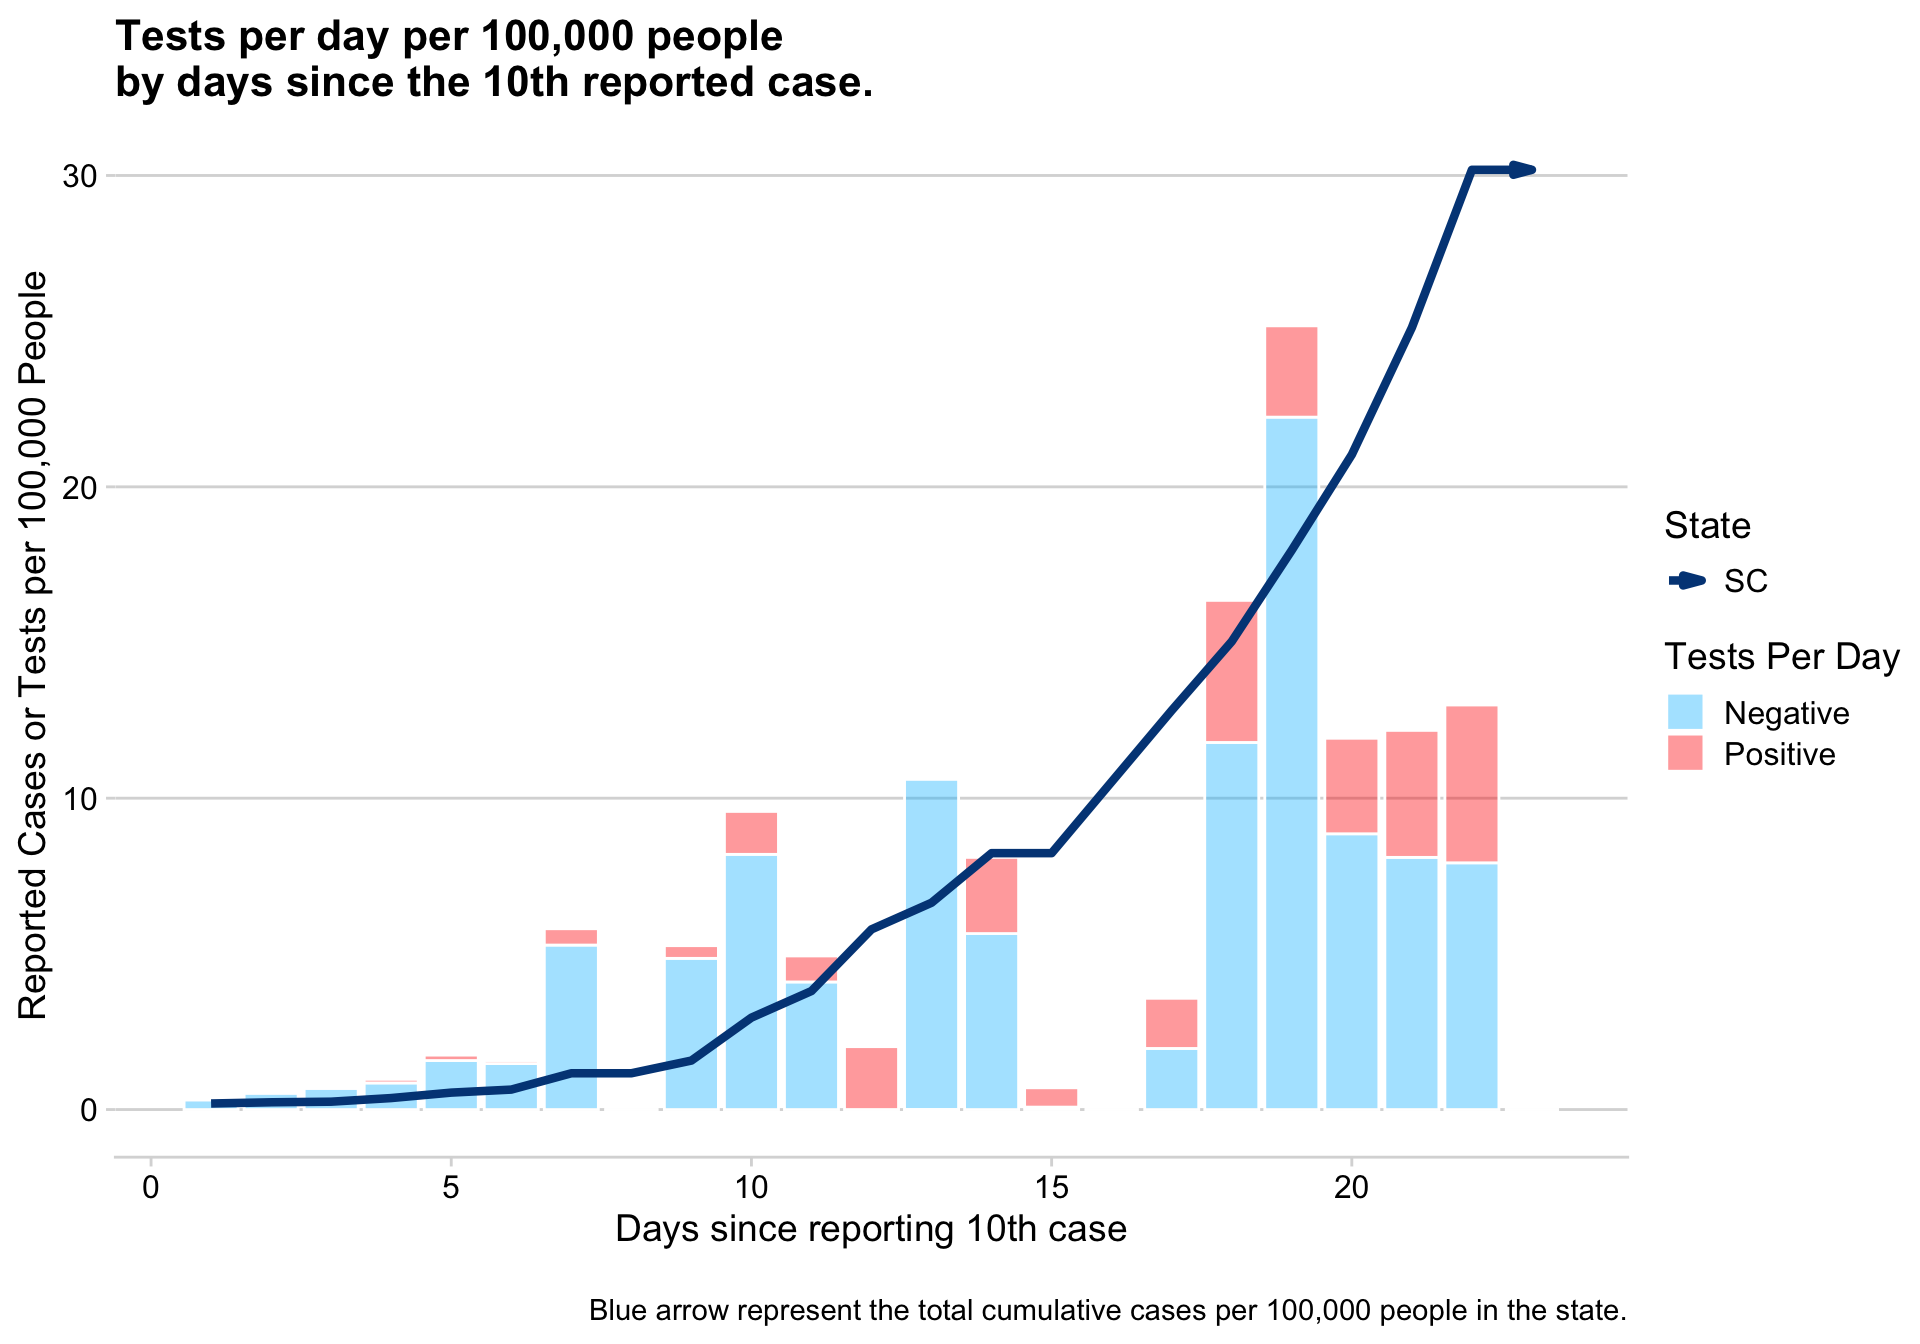 Tests per day per 100,000 people
by days since the 10th reported case.
Reported Cases or Tests per 100,000 People
30
20
10
0
0
5
10
15
20
Days since reporting 10th case
State
SC
Tests Per Day
Negative
Positive
Blue arrow represent the total cumulative cases per 100,000 people in the state.